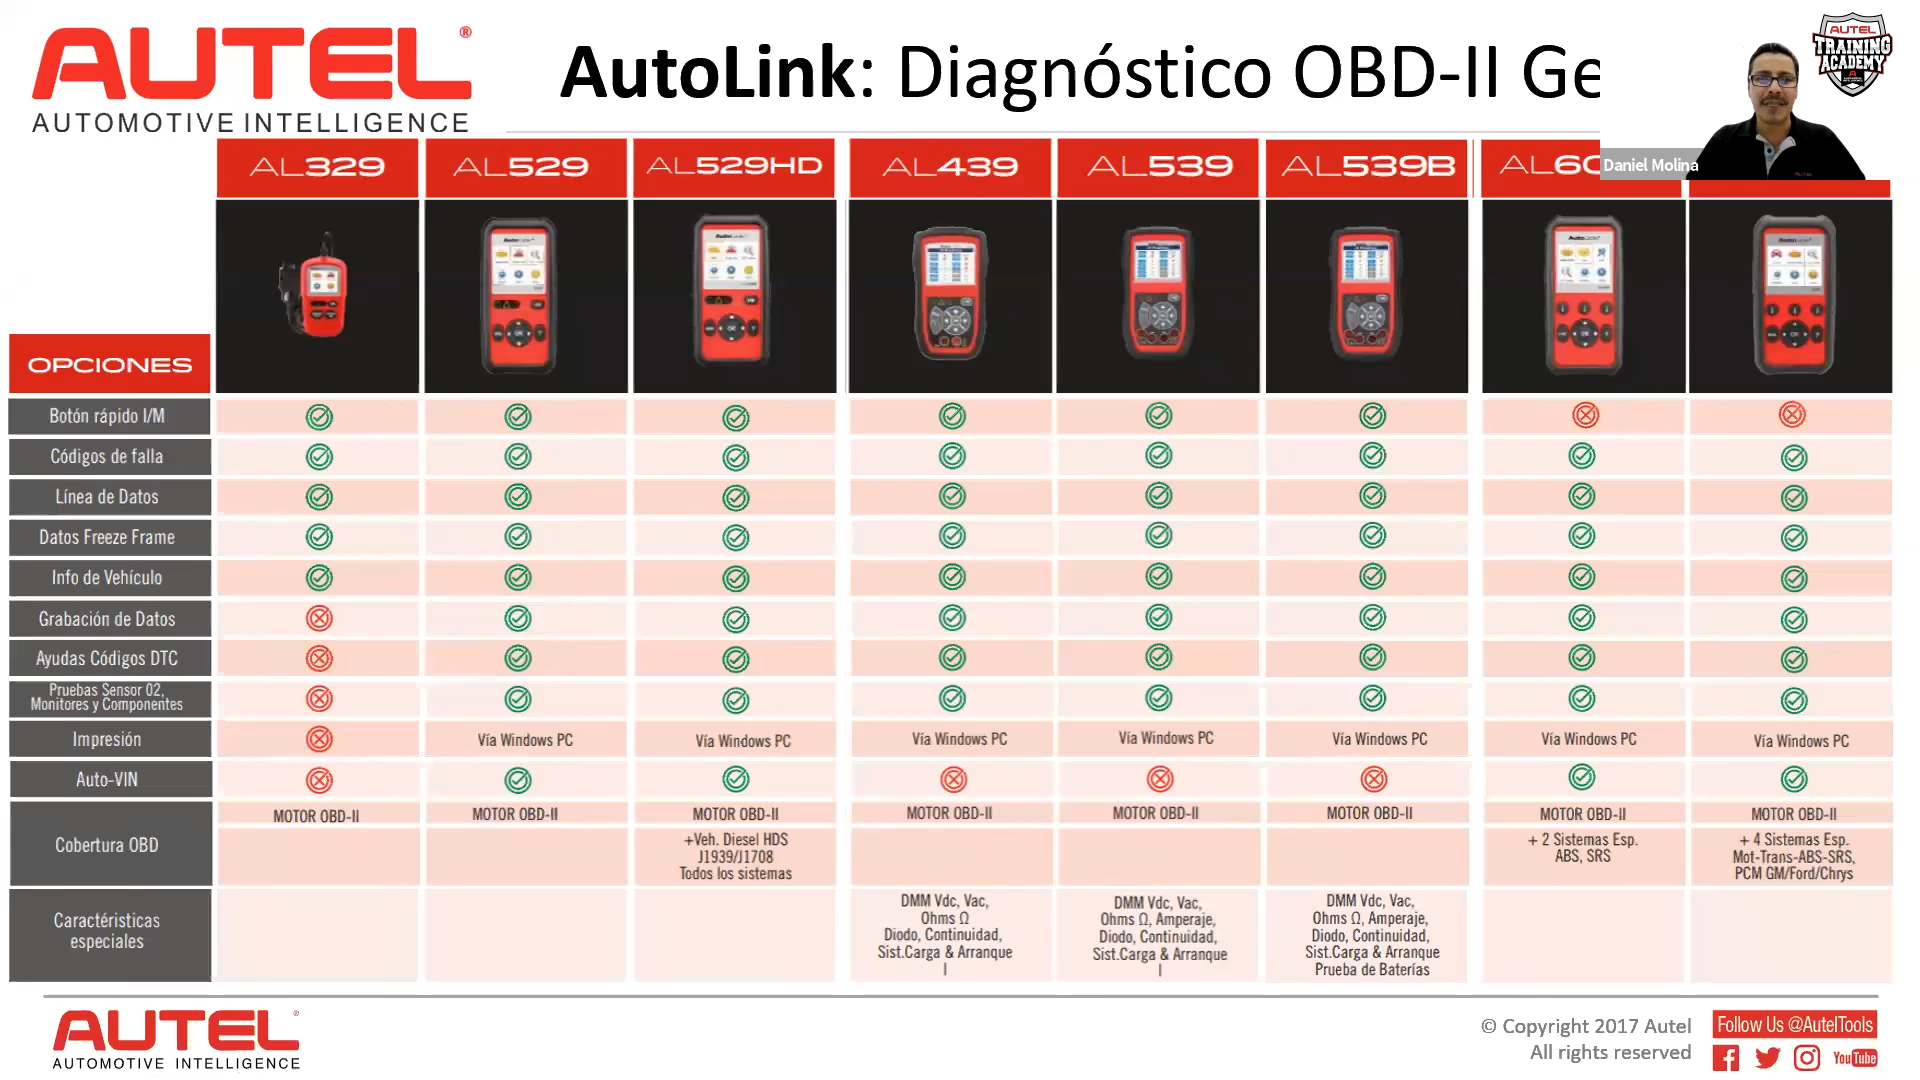 AUTEL®
AUTOMOTIVE INTELLIGENCE
AutoLink: Diagnóstico OBD-II Ge
AUTEL
TRAINING
ACADEMY
Daniel Molina
AL329
AL529
AL529HD
AL439
AL539
AL539B
AL60
OPCIONES
Botón rápido I/M
Códigos de falla
Línea de Datos
Datos Freeze Frame
Info de Vehículo
Grabación de Datos
Ayudas Códigos DTC
Pruebas Sensor O2,
Monitores y Componentes
Impresión
Vía Windows PC
Vía Windows PC
Vía Windows PC
Vía Windows PC
Vía Windows PC
Vía Windows PC
Vía Windows PC
Auto-VIN
Cobertura OBD
MOTOR OBD-II
MOTOR OBD-II
MOTOR OBD-II
+Veh. Diesel HDS
J1939/J1708
Todos los sistemas
MOTOR OBD-II
MOTOR OBD-II
MOTOR OBD-II
MOTOR OBD-II
+ 2 Sistemas Esp.
ABS, SRS
MOTOR OBD-II
+ 4 Sistemas Esp.
Mot-Trans-ABS-SRS,
PCM GM/Ford/Chrys
Caractéristicas
especiales
DMM Vdc, Vac,
Ohms Ω
Diodo, Continuidad,
Sist.Carga & Arranque
l
DMM Vdc, Vac,
Ohms Ω, Amperaje,
Diodo, Continuidad,
Sist.Carga & Arranque
l
DMM Vdc, Vac,
Ohms Ω, Amperaje,
Diodo, Continuidad,
Sist.Carga & Arranque
Prueba de Baterías
AUTEL®
AUTOMOTIVE INTELLIGENCE
© Copyright 2017 Autel
All rights reserved
Follow Us @AutelTools
YouTube